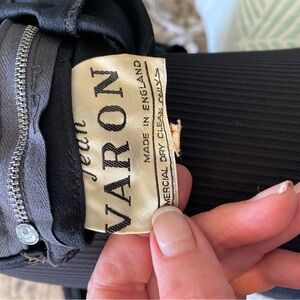 Jean
VARON
MADE IN ENGLAND
MERCIAL DRY CLEAN ONLY